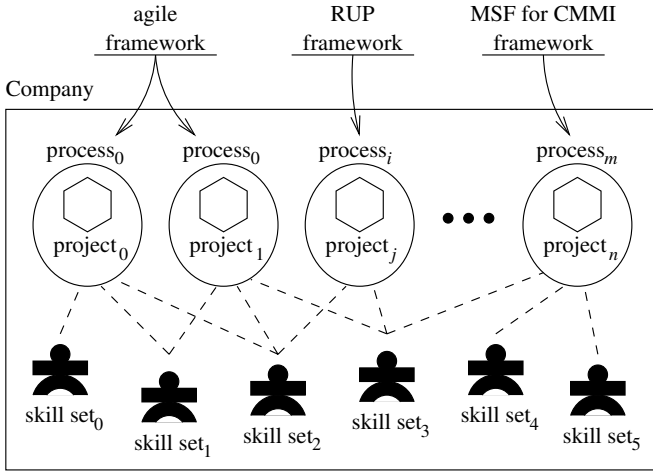 agile
framework
RUP
framework
MSF for CMMI
framework
Company
process₀
process₀
processᵢ
processₘ
project₀
project₁
projectⱼ
projectₙ
skill set₀
skill set₁
skill set₂
skill set₃
skill set₄
skill set₅